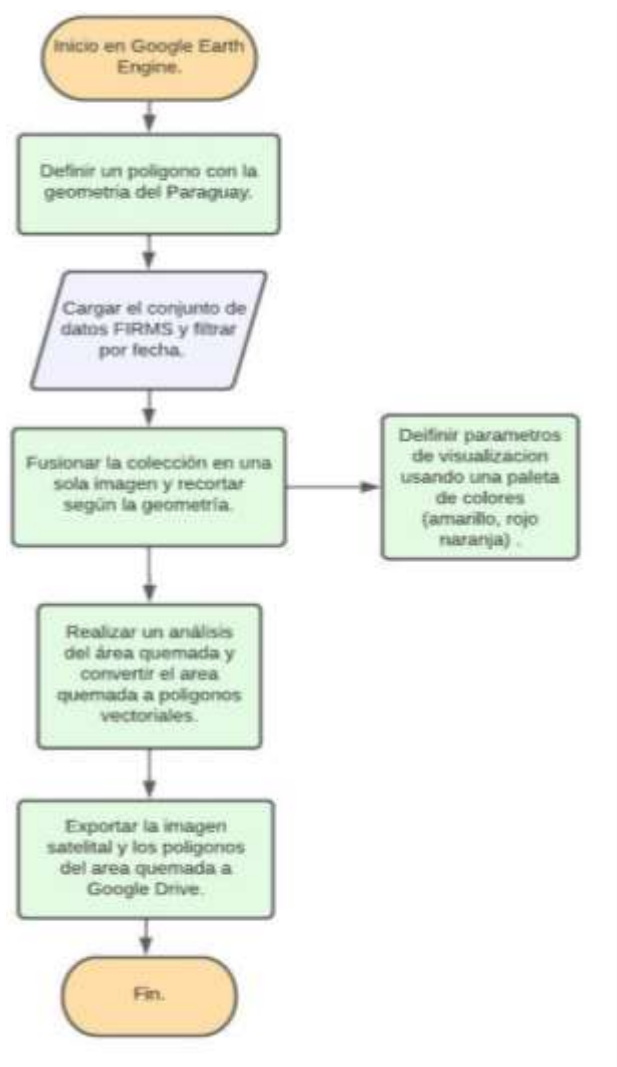 Inicio en Google Earth
Engine.
Definir un poligono con la
geometria del Paraguay.
Cargar el conjunto de
datos FIRMS y filtrar
por fecha.
Fusionar la colección en una
sola imagen y recortar
según la geometría.
Deifinir parametros
de visualizacion
usando una paleta
de colores
(amarillo, rojo
naranja) .
Realizar un análisis
del área quemada y
convertir el area
quemada a poligonos
vectoriales.
Exportar la imagen
satelital y los poligonos
del area quemada a
Google Drive.
Fin.